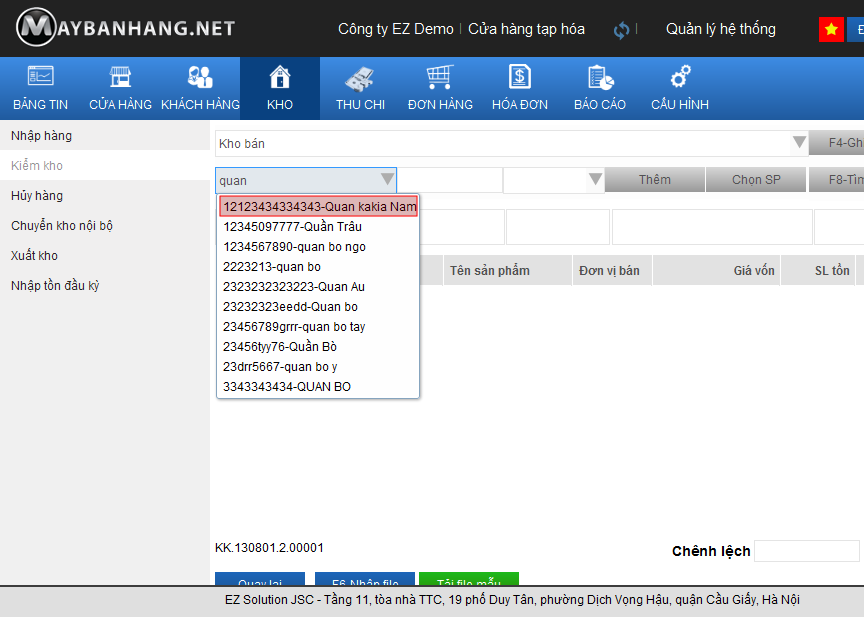 MAYBANHANG.NET
Công ty EZ Demo | Cửa hàng tạp hóa | Quản lý hệ thống
BẢNG TIN CỬA HÀNG KHÁCH HÀNG KHO THU CHI ĐƠN HÀNG HÓA ĐƠN BÁO CÁO CẤU HÌNH
Nhập hàng
Kiểm kho
Hủy hàng
Chuyển kho nội bộ
Xuất kho
Nhập tồn đầu kỳ
Kho bán F4-Gh
quan Thêm Chọn SP F8-Tìm
12123434334343-Quan kakia Nam
12345097777-Quần Trâu
1234567890-quan bo ngo
2223213-quan bo
2323232323223-Quan Au
23232323eedd-Quan bo
23456789grrr-quan bo tay
23456tyy76-Quần Bò
23drr5667-quan bo y
3343343434-QUAN BO
Tên sản phẩm Đơn vị bán Giá vốn SL tồn
KK.130801.2.00001
Chênh lệch
Quay lại F6-Nhập file Tải file mẫu
EZ Solution JSC - Tầng 11, tòa nhà TTC, 19 phố Duy Tân, phường Dịch Vọng Hậu, quận Cầu Giấy, Hà Nội